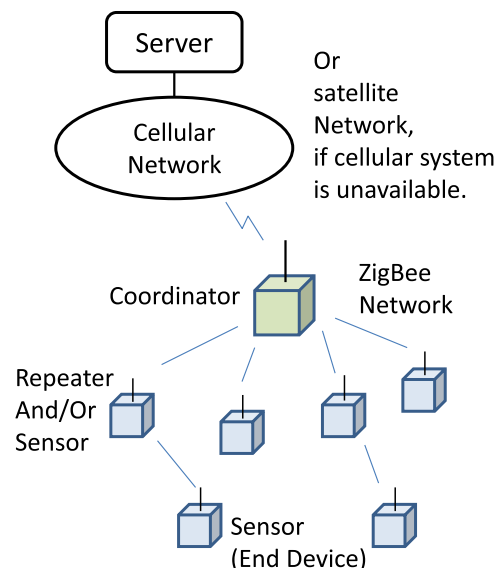 Server
Cellular
Network
Or
satellite
Network,
if cellular system
is unavailable.
Coordinator
ZigBee
Network
Repeater
And/Or
Sensor
Sensor
(End Device)